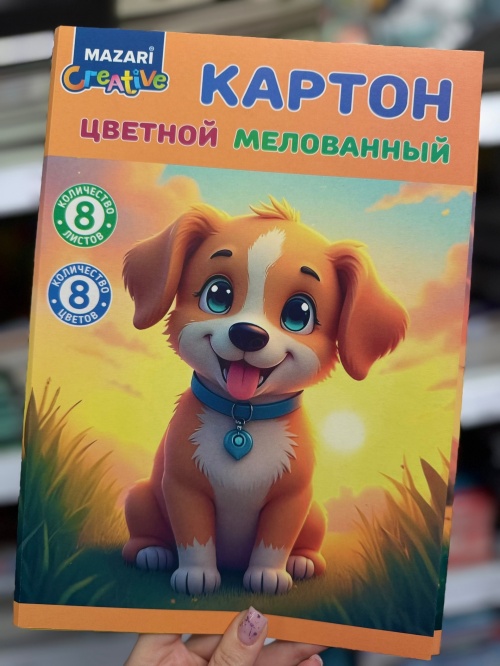 MAZARI®
Creative
КАРТОН
ЦВЕТНОЙ МЕЛОВАННЫЙ
КОЛИЧЕСТВО
8
ЛИСТОВ
КОЛИЧЕСТВО
8
ЦВЕТОВ